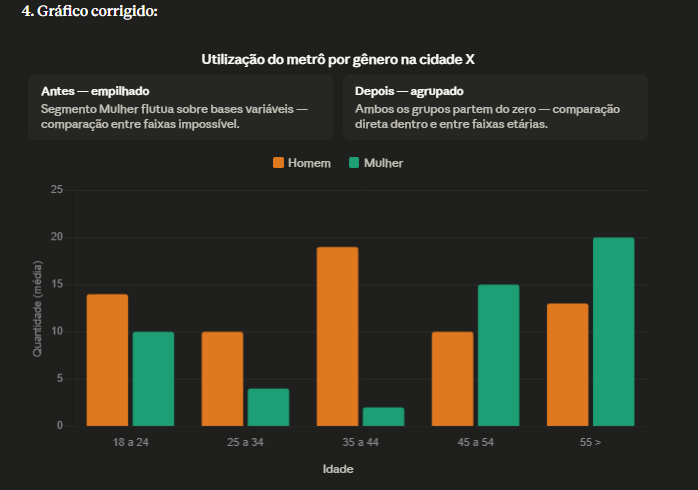 4. Gráfico corrigido:
Utilização do metrô por gênero na cidade X
Antes — empilhado
Segmento Mulher flutua sobre bases variáveis —
comparação entre faixas impossível.
Depois — agrupado
Ambos os grupos partem do zero — comparação
direta dentro e entre faixas etárias.
Homem
Mulher
Quantidade (média)
25
20
15
10
5
0
18 a 24
25 a 34
35 a 44
45 a 54
55 >
Idade